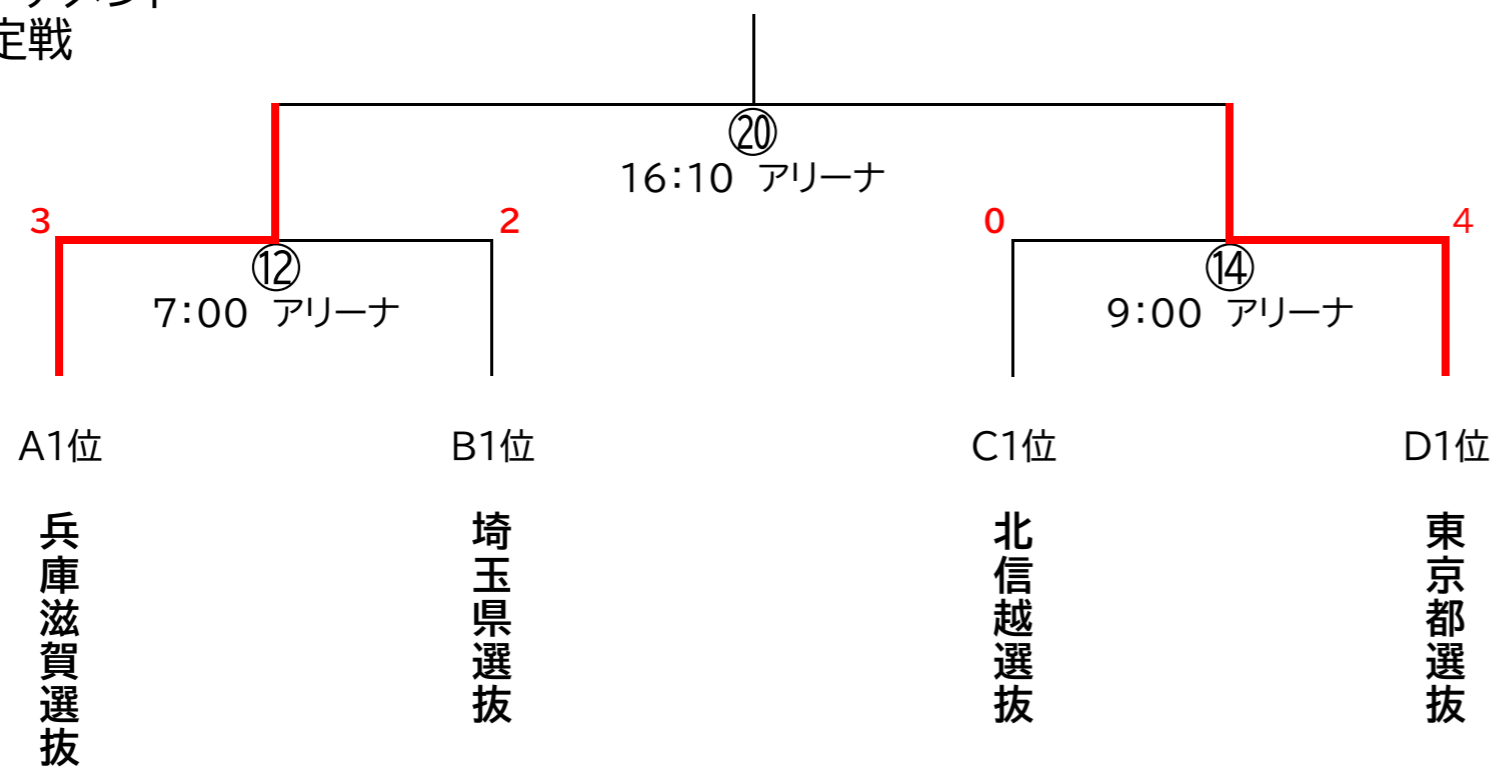 定戦
⑳
16:10 アリーナ
3 2 0 4
⑫ ⑭
7:00 アリーナ 9:00 アリーナ
A1位 B1位 C1位 D1位
兵庫滋賀選抜
埼玉県選抜
北信越選抜
東京都選抜